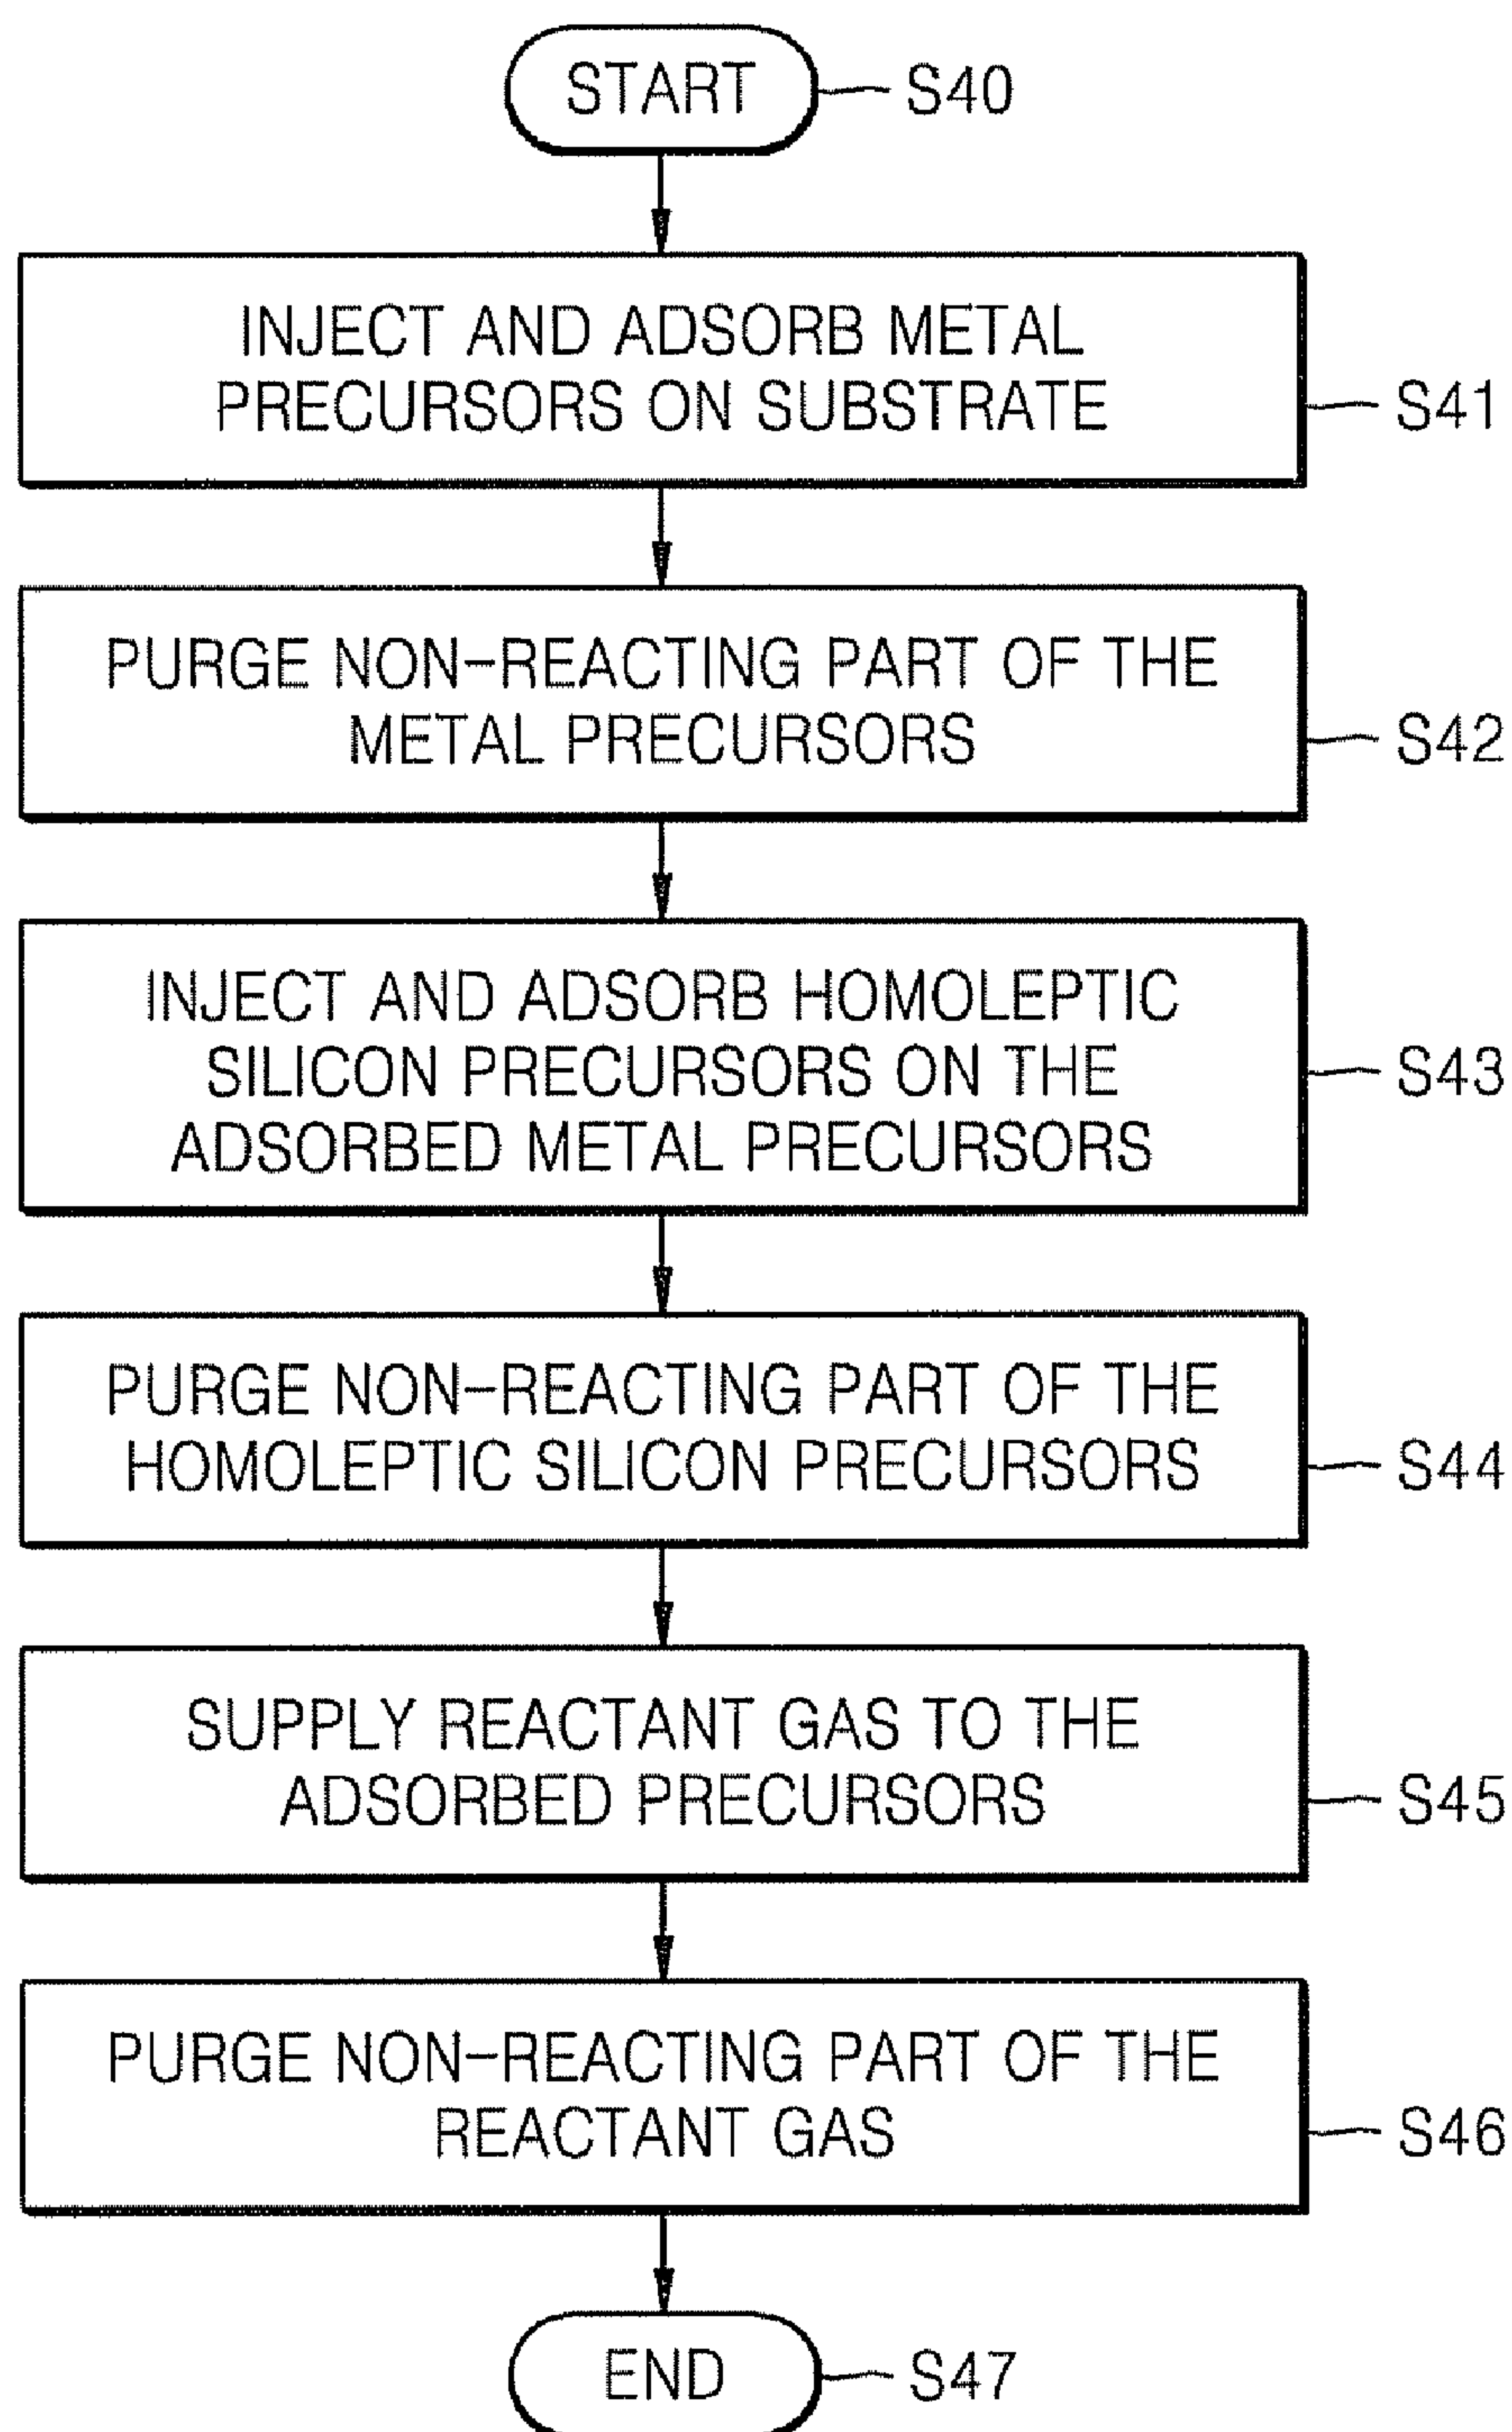 START
S40
INJECT AND ADSORB METAL
PRECURSORS ON SUBSTRATE
S41
PURGE NON-REACTING PART OF THE
METAL PRECURSORS
S42
INJECT AND ADSORB HOMOLEPTIC
SILICON PRECURSORS ON THE
ADSORBED METAL PRECURSORS
S43
PURGE NON-REACTING PART OF THE
HOMOLEPTIC SILICON PRECURSORS
S44
SUPPLY REACTANT GAS TO THE
ADSORBED PRECURSORS
S45
PURGE NON-REACTING PART OF THE
REACTANT GAS
S46
END
S47